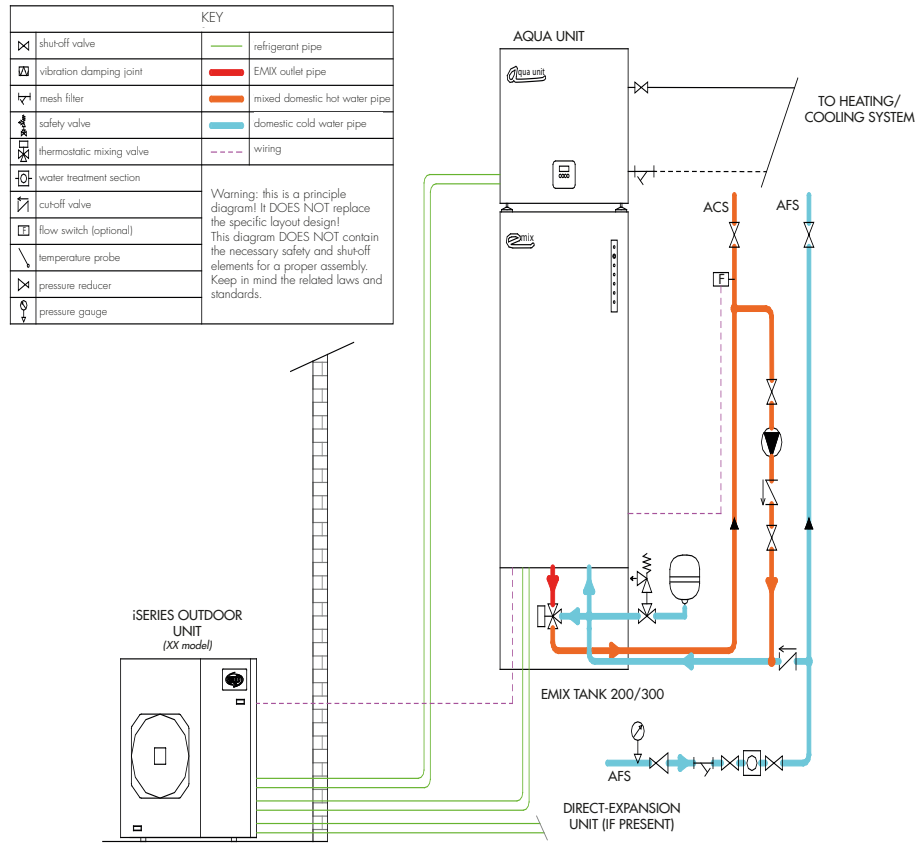 KEY
shut-off valve
refrigerant pipe
vibration damping joint
EMIX outlet pipe
mesh filter
mixed domestic hot water pipe
safety valve
domestic cold water pipe
thermostatic mixing valve
wiring
water treatment section
cut-off valve
F
flow switch (optional)
temperature probe
pressure reducer
pressure gauge
Warning: this is a principle
diagram! It DOES NOT replace
the specific layout design!
This diagram DOES NOT contain
the necessary safety and shut-off
elements for a proper assembly.
Keep in mind the related laws and
standards.
AQUA UNIT
aqua unit
TO HEATING/
COOLING SYSTEM
ACS
AFS
emix
F
iSERIES OUTDOOR
UNIT
(XX model)
EMIX TANK 200/300
AFS
DIRECT-EXPANSION
UNIT (IF PRESENT)